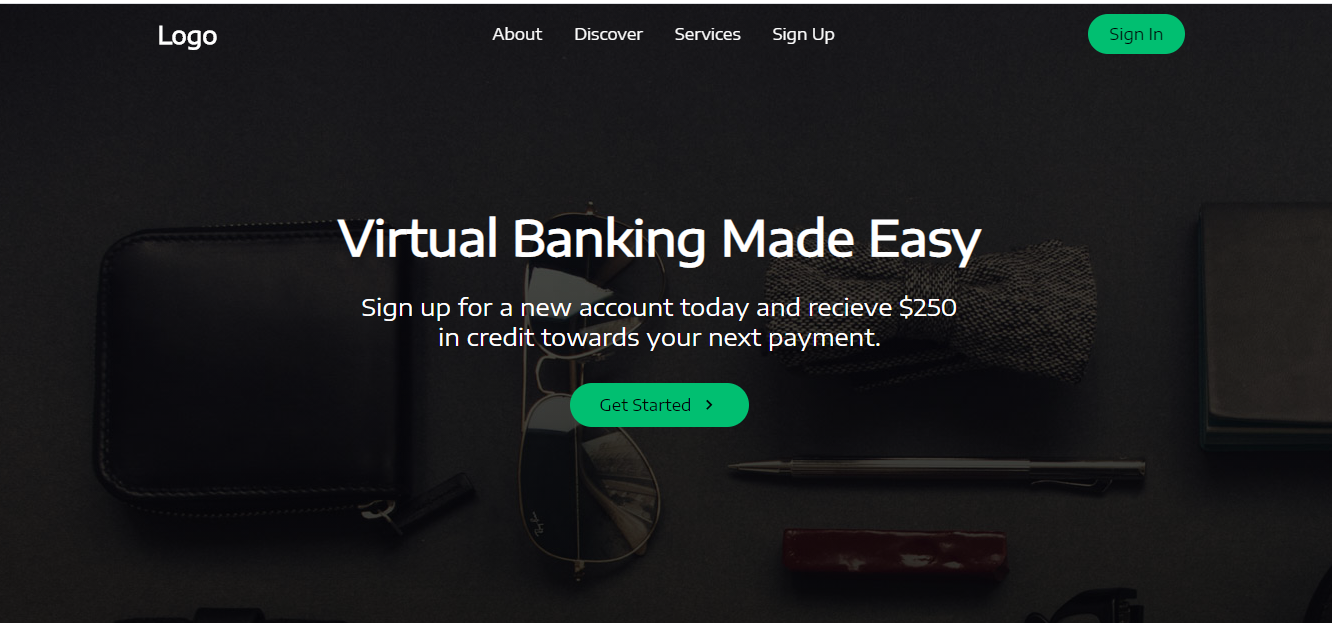 Logo
About Discover Services Sign Up
Sign In
Virtual Banking Made Easy
Sign up for a new account today and recieve $250
in credit towards your next payment.
Get Started